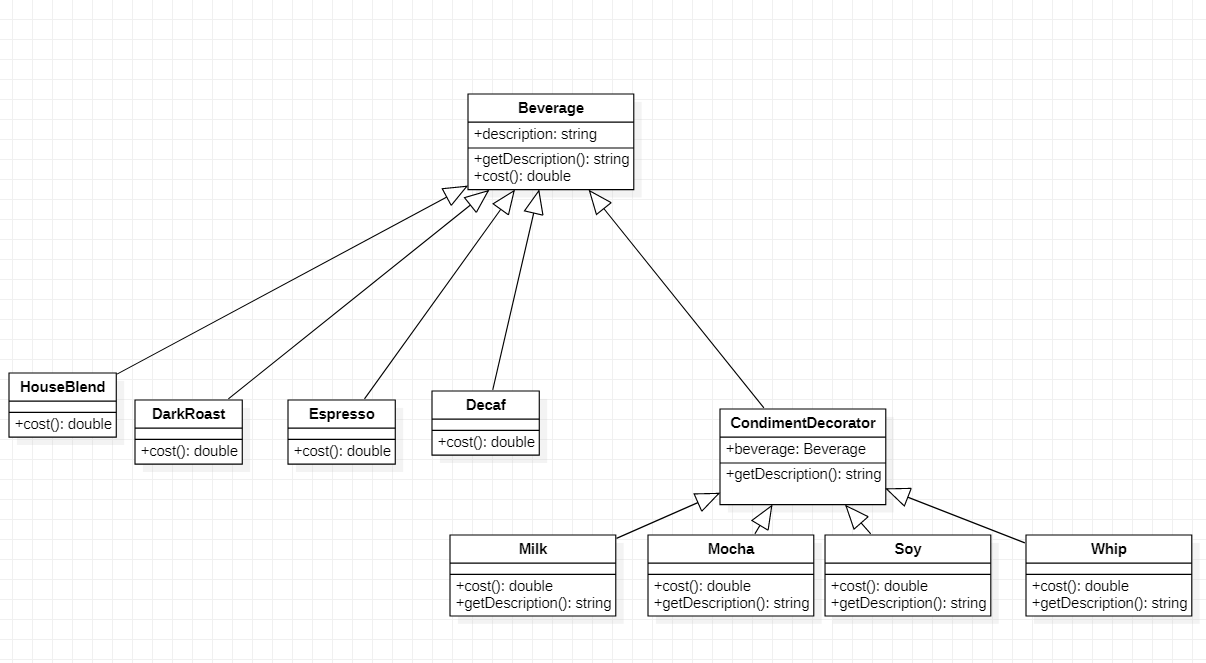 Beverage
+description: string
+getDescription(): string
+cost(): double
HouseBlend
+cost(): double
DarkRoast
+cost(): double
Espresso
+cost(): double
Decaf
+cost(): double
CondimentDecorator
+beverage: Beverage
+getDescription(): string
Milk
+cost(): double
+getDescription(): string
Mocha
+cost(): double
+getDescription(): string
Soy
+cost(): double
+getDescription(): string
Whip
+cost(): double
+getDescription(): string